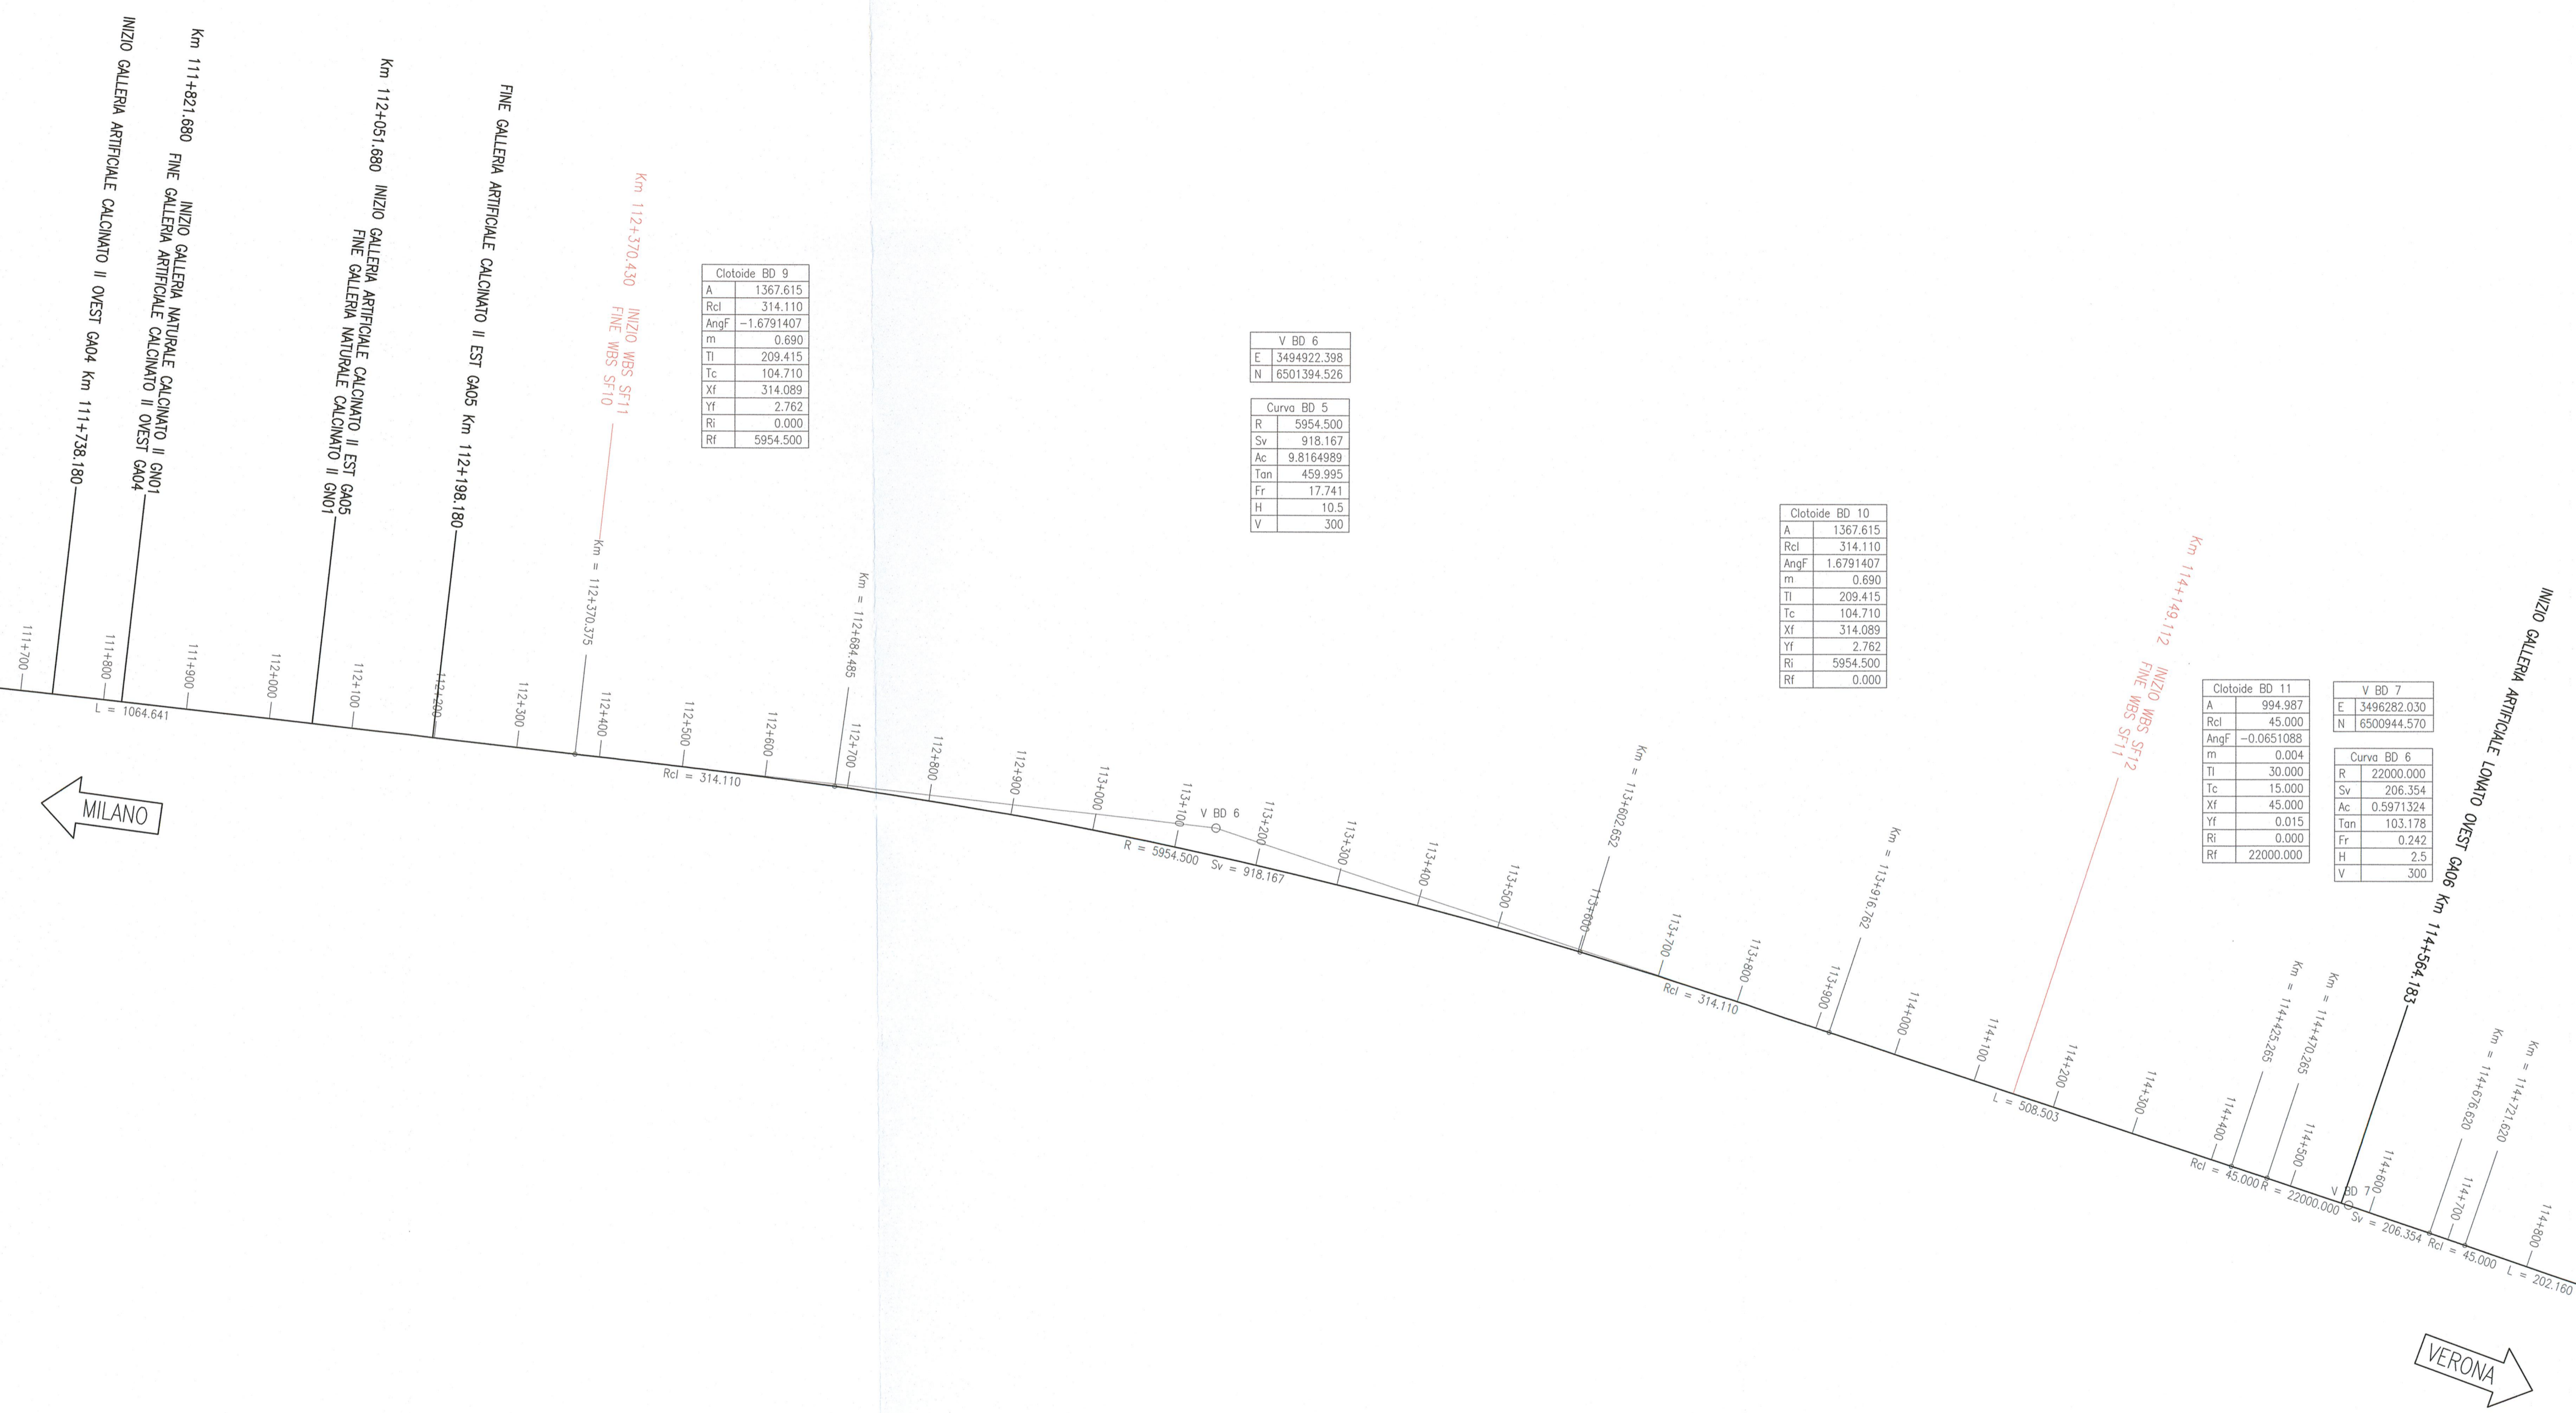 INIZIO GALLERIA ARTIFICIALE CALCINATO II OVEST GA04 Km 111+738.180
Km 111+821.680
INIZIO GALLERIA NATURALE CALCINATO II GN01
FINE GALLERIA ARTIFICIALE CALCINATO II OVEST GA04
Km 112+051.680
INIZIO GALLERIA ARTIFICIALE CALCINATO II EST GA05
FINE GALLERIA NATURALE CALCINATO II GN01
FINE GALLERIA ARTIFICIALE CALCINATO II EST GA05 Km 112+198.180
Km 112+370.430
INIZIO WBS SF11
FINE WBS SF10
Km = 112+370.375
Clotoide BD 9
A 1367.615
Rcl 314.110
AngF -1.6791407
m 0.690
Tl 209.415
Tc 104.710
Xf 314.089
Yf 2.762
Ri 0.000
Rf 5954.500
Km = 112+684.485
V BD 6
E 3494922.398
N 6501394.526
Curva BD 5
R 5954.500
Sv 918.167
Ac 9.8164989
Tan 459.995
Fr 17.741
H 10.5
V 300
Km = 113+602.652
Clotoide BD 10
A 1367.615
Rcl 314.110
AngF 1.6791407
m 0.690
Tl 209.415
Tc 104.710
Xf 314.089
Yf 2.762
Ri 5954.500
Rf 0.000
Km = 113+916.762
Km 114+149.112
INIZIO WBS SF12
FINE WBS SF11
Clotoide BD 11
A 994.987
Rcl 45.000
AngF -0.0651088
m 0.004
Tl 30.000
Tc 15.000
Xf 45.000
Yf 0.015
Ri 0.000
Rf 22000.000
V BD 7
E 3496282.030
N 6500944.570
Curva BD 6
R 22000.000
Sv 206.354
Ac 0.5971324
Tan 103.178
Fr 0.242
H 2.5
V 300
INIZIO GALLERIA ARTIFICIALE LONATO OVEST GA06 Km 114+564.183
Km = 114+425.265
Km = 114+470.265
Km = 114+676.620
Km = 114+721.620
111+700
111+800
111+900
112+000
112+100
112+200
112+300
112+400
112+500
112+600
112+700
112+800
112+900
113+000
113+100
V BD 6
113+200
113+300
113+400
113+500
113+600
113+700
113+800
113+900
114+000
114+100
114+200
114+300
114+400
114+500
V BD 7
114+600
114+700
114+800
L = 1064.641
Rcl = 314.110
R = 5954.500 Sv = 918.167
Rcl = 314.110
L = 508.503
Rcl = 45.000
R = 22000.000 Sv = 206.354
Rcl = 45.000
L = 202.160
MILANO
VERONA